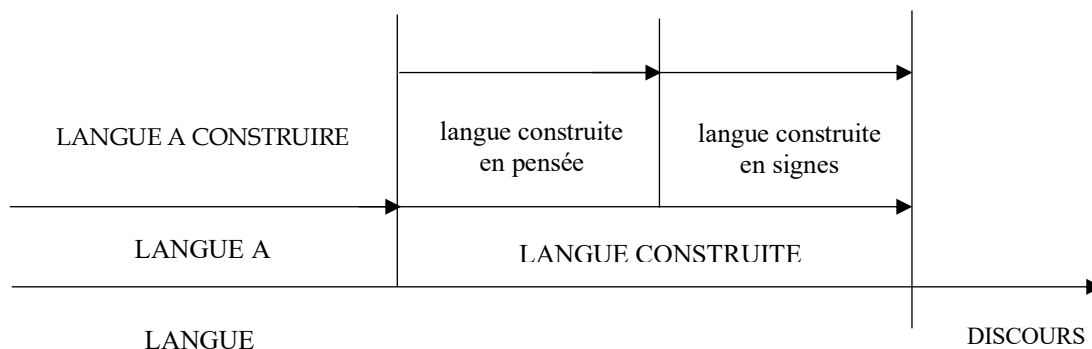 langue construite
en pensée
langue construite
en signes
LANGUE A CONSTRUIRE
LANGUE A
LANGUE CONSTRUITE
LANGUE
DISCOURS